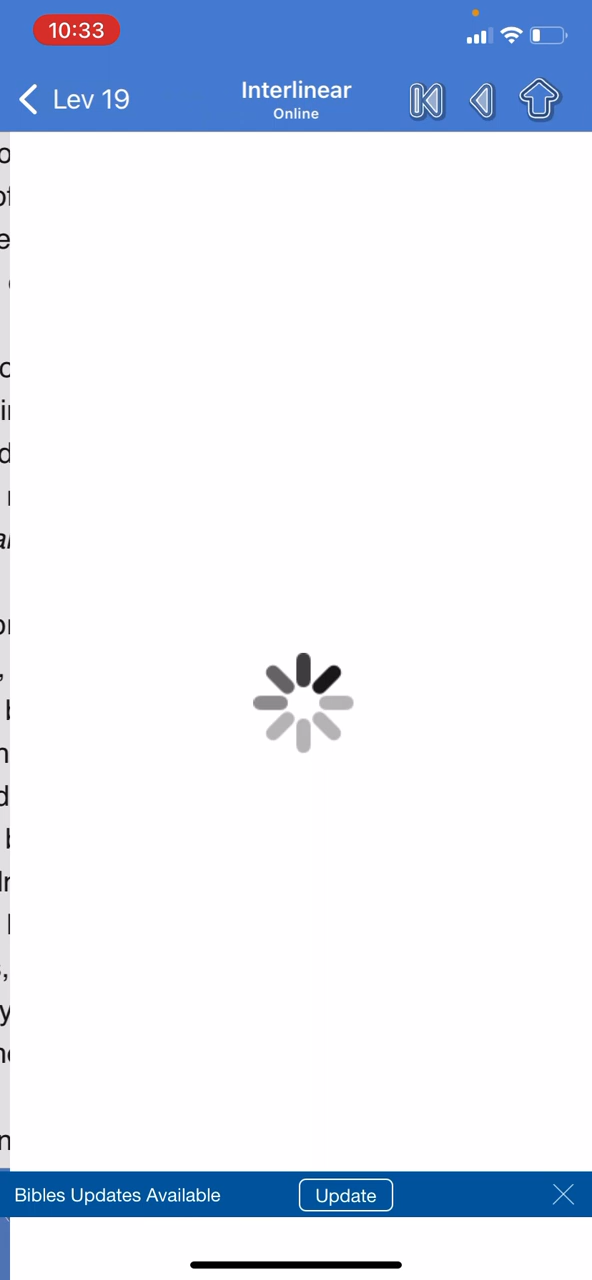 10:33
Lev 19
Interlinear
Online
Bibles Updates Available
Update